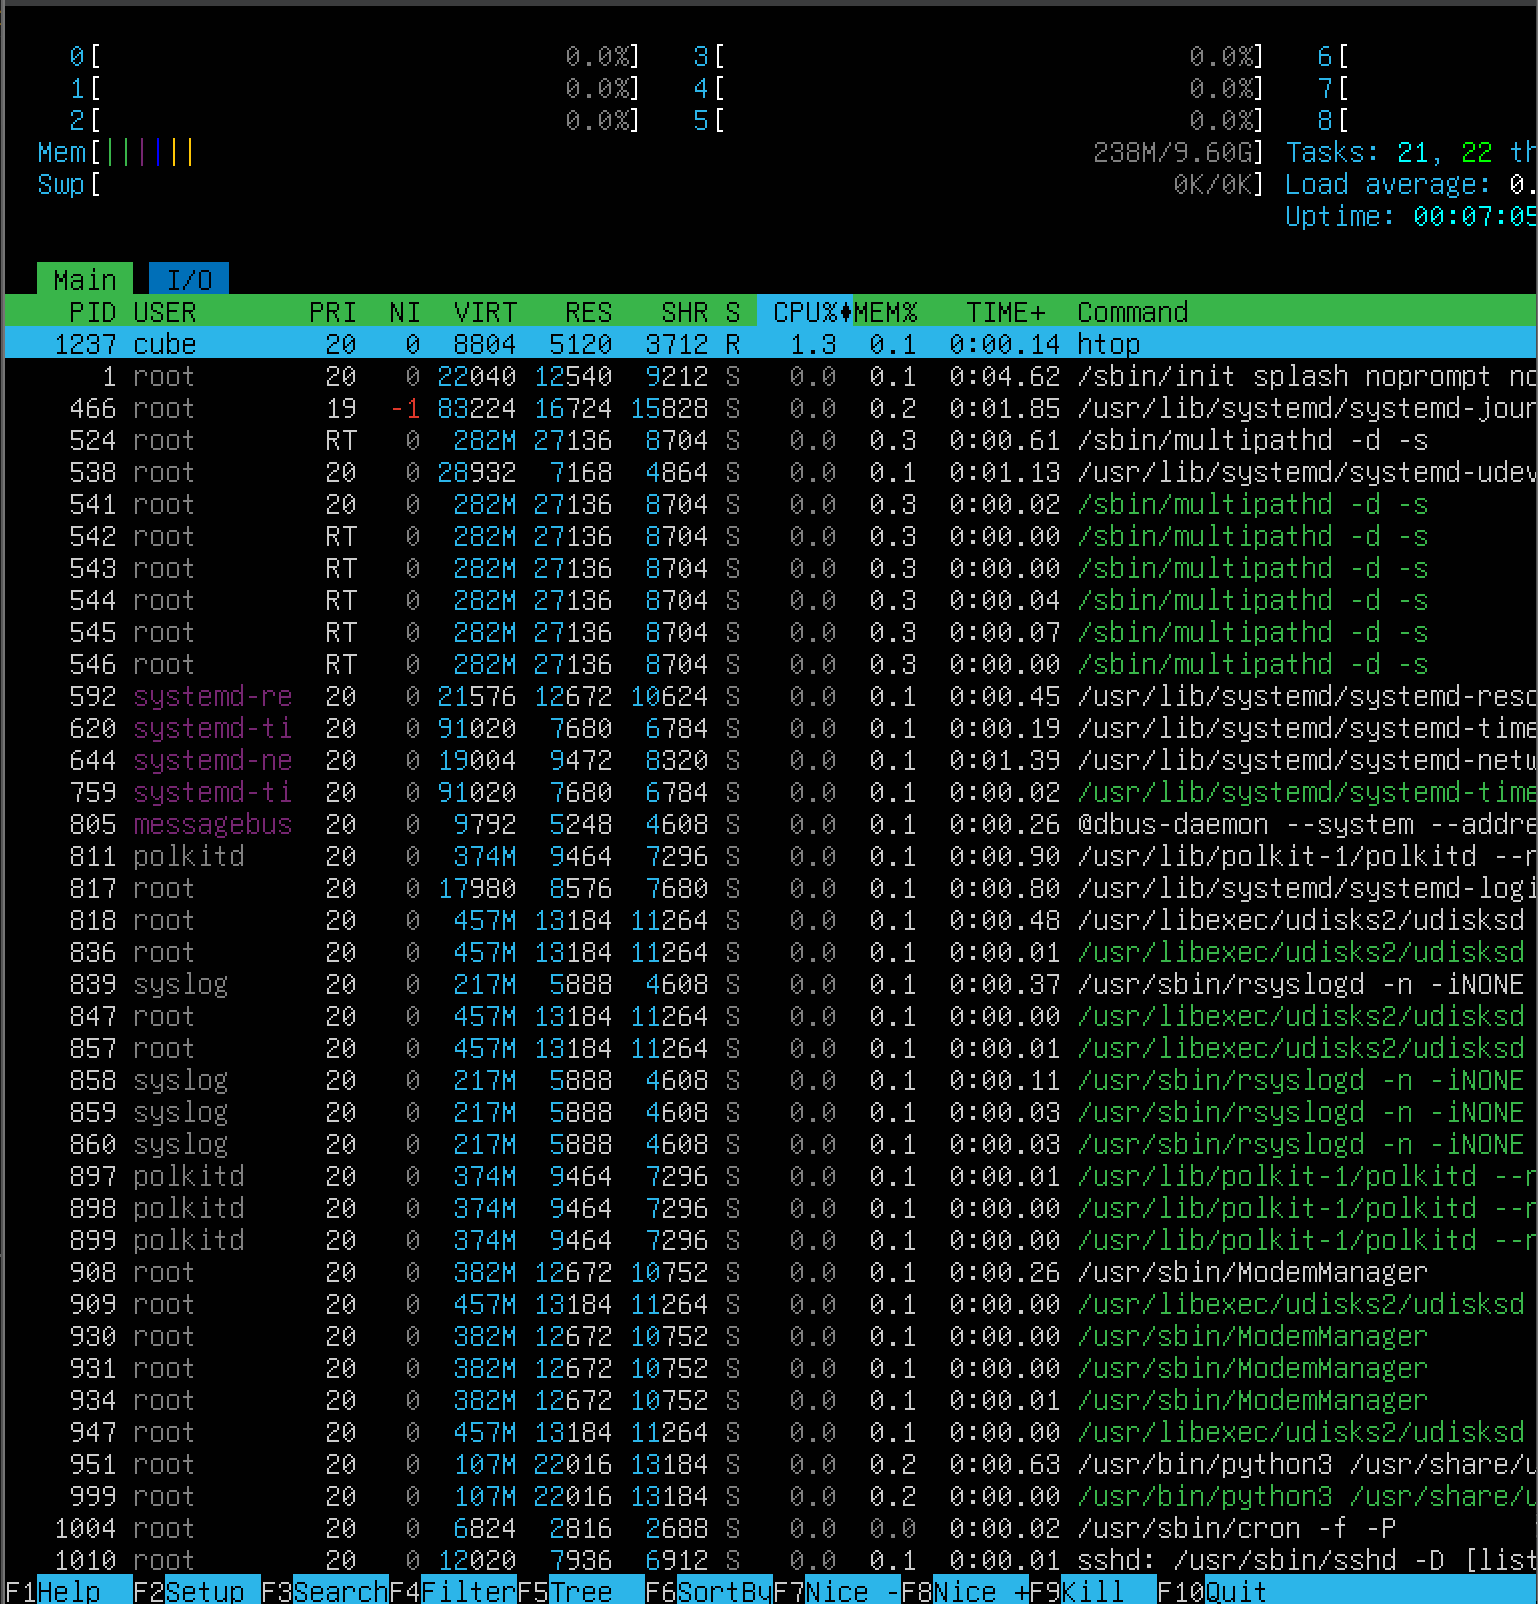 0[ 0.0%] 3[ 0.0%] 6[
1[ 0.0%] 4[ 0.0%] 7[
2[ 0.0%] 5[ 0.0%] 8[
Mem[|||||| 238M/9.60G] Tasks: 21, 22 th
Swp[ 0K/0K] Load average: 0.
Uptime: 00:07:05
Main I/O
PID USER PRI NI VIRT RES SHR S CPU% MEM% TIME+ Command
1237 cube 20 0 8804 5120 3712 R 1.3 0.1 0:00.14 htop
1 root 20 0 22040 12540 9212 S 0.0 0.1 0:04.62 /sbin/init splash noprompt no
466 root 19 -1 83224 16724 15828 S 0.0 0.2 0:01.85 /usr/lib/systemd/systemd-jour
524 root RT 0 282M 27136 8704 S 0.0 0.3 0:00.61 /sbin/multipathd -d -s
538 root 20 0 28932 7168 4864 S 0.0 0.1 0:01.13 /usr/lib/systemd/systemd-udev
541 root 20 0 282M 27136 8704 S 0.0 0.3 0:00.02 /sbin/multipathd -d -s
542 root RT 0 282M 27136 8704 S 0.0 0.3 0:00.00 /sbin/multipathd -d -s
543 root RT 0 282M 27136 8704 S 0.0 0.3 0:00.00 /sbin/multipathd -d -s
544 root RT 0 282M 27136 8704 S 0.0 0.3 0:00.04 /sbin/multipathd -d -s
545 root RT 0 282M 27136 8704 S 0.0 0.3 0:00.07 /sbin/multipathd -d -s
546 root RT 0 282M 27136 8704 S 0.0 0.3 0:00.00 /sbin/multipathd -d -s
592 systemd-re 20 0 21576 12672 10624 S 0.0 0.1 0:00.45 /usr/lib/systemd/systemd-reso
620 systemd-ti 20 0 91020 7680 6784 S 0.0 0.1 0:00.19 /usr/lib/systemd/systemd-time
644 systemd-ne 20 0 19004 9472 8320 S 0.0 0.1 0:01.39 /usr/lib/systemd/systemd-netw
759 systemd-ti 20 0 91020 7680 6784 S 0.0 0.1 0:00.02 /usr/lib/systemd/systemd-time
805 messagebus 20 0 9792 5248 4608 S 0.0 0.1 0:00.26 @dbus-daemon --system --addre
811 polkitd 20 0 374M 9464 7296 S 0.0 0.1 0:00.90 /usr/lib/polkit-1/polkitd --n
817 root 20 0 17980 8576 7680 S 0.0 0.1 0:00.80 /usr/lib/systemd/systemd-logi
818 root 20 0 457M 13184 11264 S 0.0 0.1 0:00.48 /usr/libexec/udisks2/udisksd
836 root 20 0 457M 13184 11264 S 0.0 0.1 0:00.01 /usr/libexec/udisks2/udisksd
839 syslog 20 0 217M 5888 4608 S 0.0 0.1 0:00.37 /usr/sbin/rsyslogd -n -iNONE
847 root 20 0 457M 13184 11264 S 0.0 0.1 0:00.00 /usr/libexec/udisks2/udisksd
857 root 20 0 457M 13184 11264 S 0.0 0.1 0:00.01 /usr/libexec/udisks2/udisksd
858 syslog 20 0 217M 5888 4608 S 0.0 0.1 0:00.11 /usr/sbin/rsyslogd -n -iNONE
859 syslog 20 0 217M 5888 4608 S 0.0 0.1 0:00.03 /usr/sbin/rsyslogd -n -iNONE
860 syslog 20 0 217M 5888 4608 S 0.0 0.1 0:00.03 /usr/sbin/rsyslogd -n -iNONE
897 polkitd 20 0 374M 9464 7296 S 0.0 0.1 0:00.01 /usr/lib/polkit-1/polkitd --n
898 polkitd 20 0 374M 9464 7296 S 0.0 0.1 0:00.00 /usr/lib/polkit-1/polkitd --n
899 polkitd 20 0 374M 9464 7296 S 0.0 0.1 0:00.00 /usr/lib/polkit-1/polkitd --n
908 root 20 0 382M 12672 10752 S 0.0 0.1 0:00.26 /usr/sbin/ModemManager
909 root 20 0 457M 13184 11264 S 0.0 0.1 0:00.00 /usr/libexec/udisks2/udisksd
930 root 20 0 382M 12672 10752 S 0.0 0.1 0:00.00 /usr/sbin/ModemManager
931 root 20 0 382M 12672 10752 S 0.0 0.1 0:00.00 /usr/sbin/ModemManager
934 root 20 0 382M 12672 10752 S 0.0 0.1 0:00.01 /usr/sbin/ModemManager
947 root 20 0 457M 13184 11264 S 0.0 0.1 0:00.00 /usr/libexec/udisks2/udisksd
951 root 20 0 107M 22016 13184 S 0.0 0.2 0:00.63 /usr/bin/python3 /usr/share/u
999 root 20 0 107M 22016 13184 S 0.0 0.2 0:00.00 /usr/bin/python3 /usr/share/u
1004 root 20 0 6824 2816 2688 S 0.0 0.0 0:00.02 /usr/sbin/cron -f -P
1010 root 20 0 12020 7936 6912 S 0.0 0.1 0:00.01 sshd: /usr/sbin/sshd -D [list
F1Help F2Setup F3SearchF4FilterF5Tree F6SortByF7Nice -F8Nice +F9Kill F10Quit